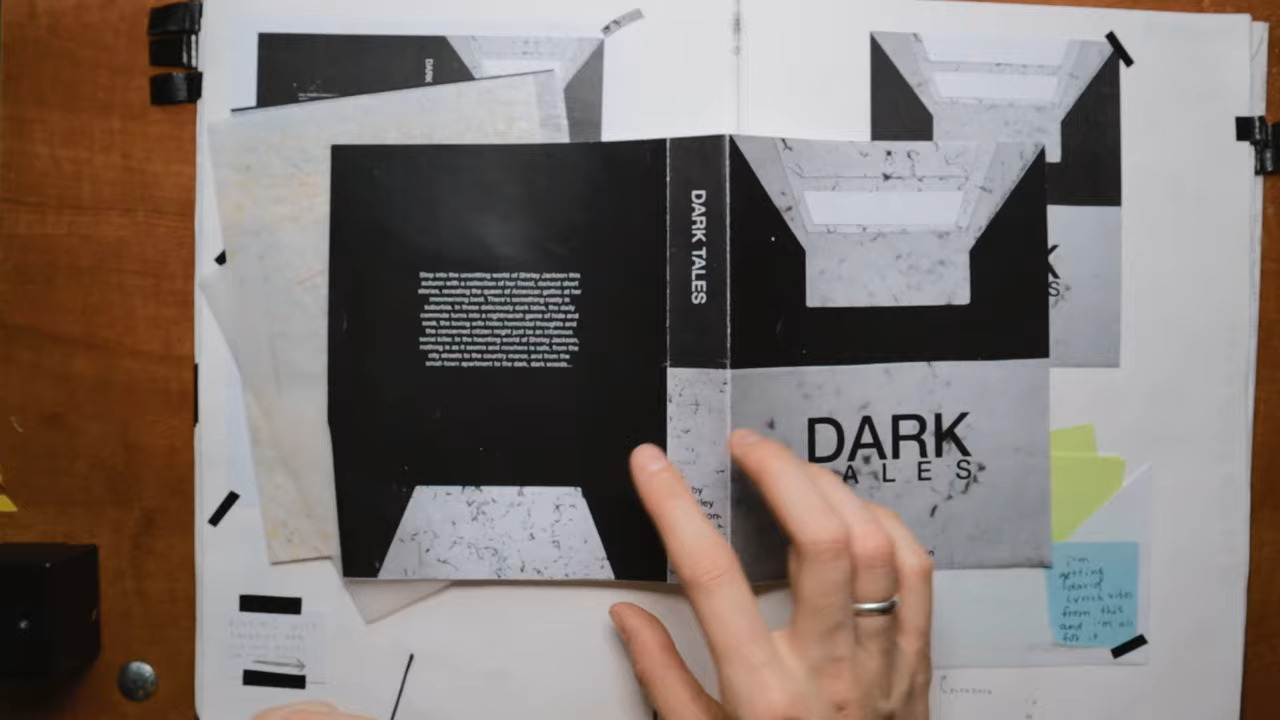 DARK
Step into the unsettling world of Shirley Jackson this
autumn with a collection of her finest, darkest short
stories, revealing the queen of American gothic at her
mesmerising best. There's something nasty in
suburbia. In these deliciously dark tales, the daily
commute turns into a nightmarish game of hide and
seek, the loving wife hides homicidal thoughts and
the concerned citizen might just be an infamous
serial killer. In the haunting world of Shirley Jackson,
nothing is as it seems and nowhere is safe, from the
city streets to the country manor, and from the
small-town apartment to the dark, dark woods...
DARK TALES
by
ley
on-
DARK
ALES
K
S
i'm
getting
david
lynch vibes
from this
and i'm all
for it